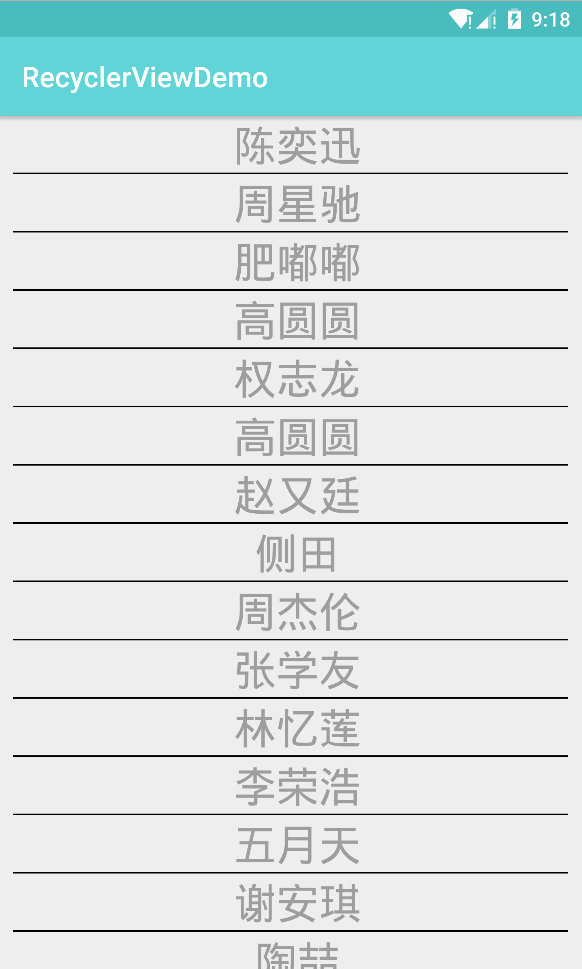 9:18
RecyclerViewDemo
陈奕迅
周星驰
肥嘟嘟
高圆圆
权志龙
高圆圆
赵又廷
侧田
周杰伦
张学友
林忆莲
李荣浩
五月天
谢安琪
陶喆